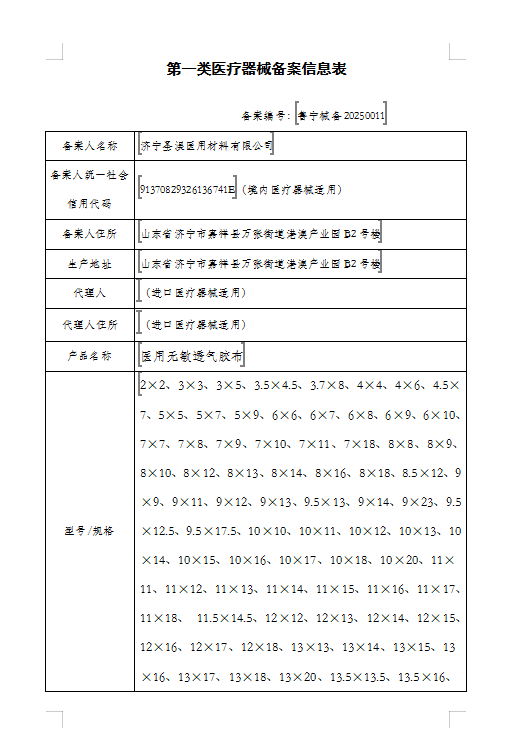 第一类医疗器械备案信息表
备案编号：鲁宁械备20250011
备案人名称 济宁圣溪医用材料有限公司
备案人统一社会信用代码 91370829326136741E（境内医疗器械适用）
备案人住所 山东省济宁市嘉祥县万张街道港澳产业园B2号楼
生产地址 山东省济宁市嘉祥县万张街道港澳产业园B2号楼
代理人 （进口医疗器械适用）
代理人住所 （进口医疗器械适用）
产品名称 医用无敏透气胶布
型号/规格
2×2、3×3、3×5、3.5×4.5、3.7×8、4×4、4×6、4.5×
7、5×5、5×7、5×9、6×6、6×7、6×8、6×9、6×10、
7×7、7×8、7×9、7×10、7×11、7×18、8×8、8×9、
8×10、8×12、8×13、8×14、8×16、8×18、8.5×12、9
×9、9×11、9×12、9×13、9.5×13、9×14、9×23、9.5
×12.5、9.5×17.5、10×10、10×11、10×12、10×13、10
×14、10×15、10×16、10×17、10×18、10×20、11×
11、11×12、11×13、11×14、11×15、11×16、11×17、
11×18、 11.5×14.5、12×12、12×13、12×14、12×15、
12×16、12×17、12×18、13×13、13×14、13×15、13
×16、13×17、13×18、13×20、13.5×13.5、13.5×16、